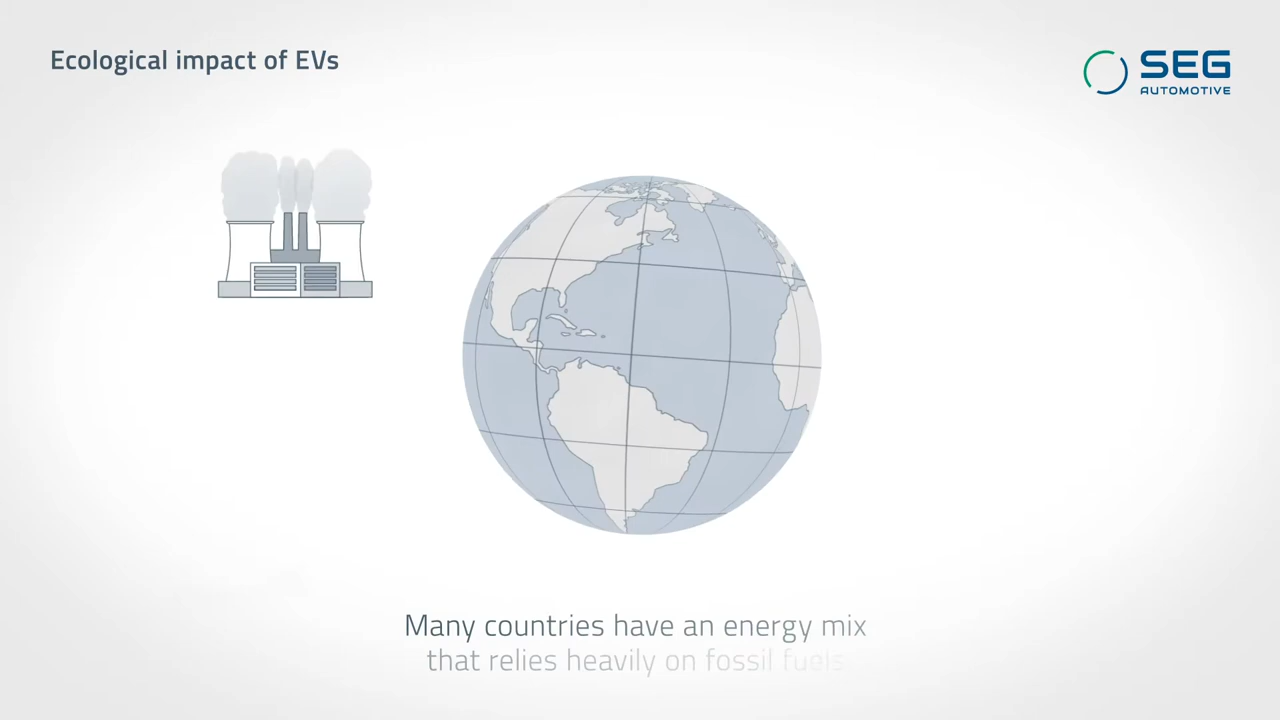 Ecological impact of EVs
SEG
AUTOMOTIVE
Many countries have an energy mix
that relies heavily on fossil fuels